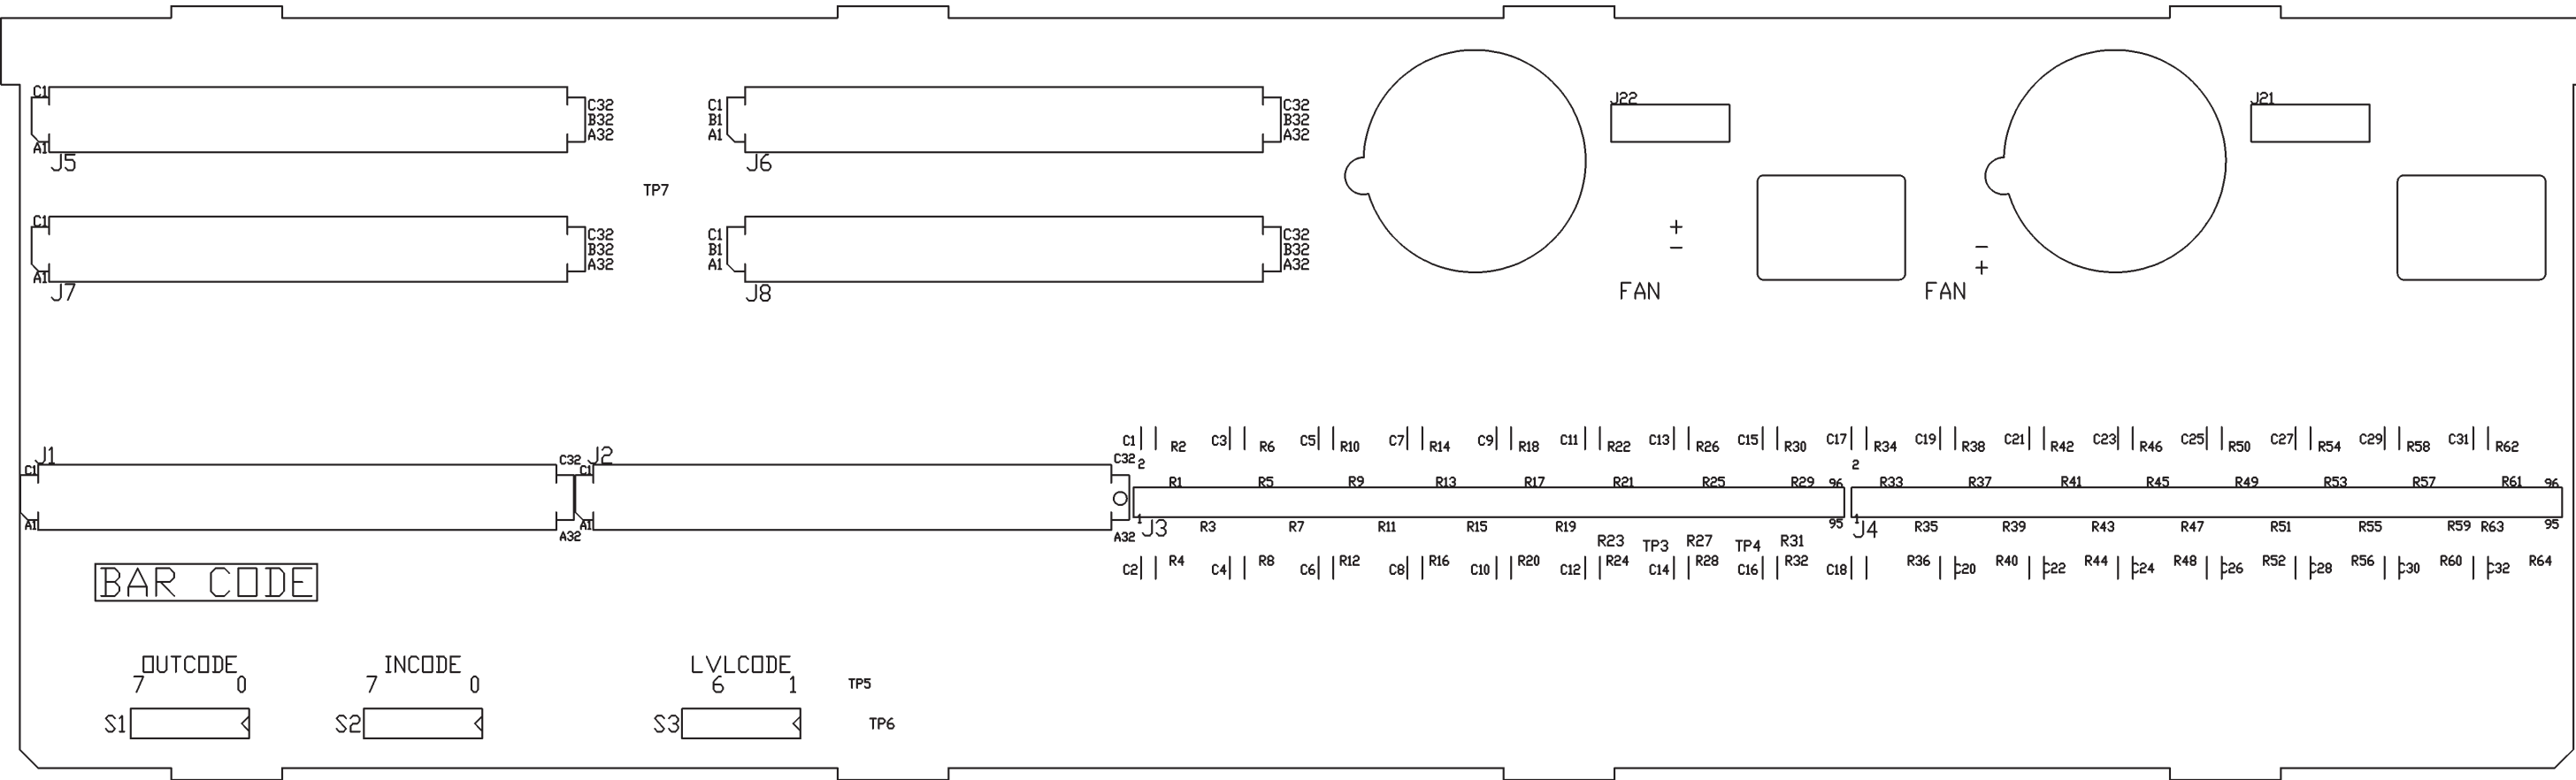 J22 J21
C1 C32 C1 C32
B32 B1 B32
A32 A1 A32
A1
J5 J6
TP7
C1 C32 C1 C32
B32 B1 B32
A32 A1 A32
A1
J7 J8
+ − − +
FAN FAN
C1 R2 C3 R6 C5 R10 C7 R14 C9 R18 C11 R22 C13 R26 C15 R30 C17 R34 C19 R38 C21 R42 C23 R46 C25 R50 C27 R54 C29 R58 C31 R62
J1 C32 J2 C32 2 2
C1 C1
R1 R5 R9 R13 R17 R21 R25 R29 96 R33 R37 R41 R45 R49 R53 R57 R61 96
A1 A32 A1 A32
1 J3 R3 R7 R11 R15 R19 95 1 J4 R35 R39 R43 R47 R51 R55 R59 R63 95
R23 TP3 R27 TP4 R31
C2 R4 C4 R8 C6 R12 C8 R16 C10 R20 C12 R24 C14 R28 C16 R32 C18 R36 C20 R40 C22 R44 C24 R48 C26 R52 C28 R56 C30 R60 C32 R64
BAR CODE
OUTCODE INCODE LVLCODE
7 0 7 0 6 1 TP5
S1 S2 S3 TP6